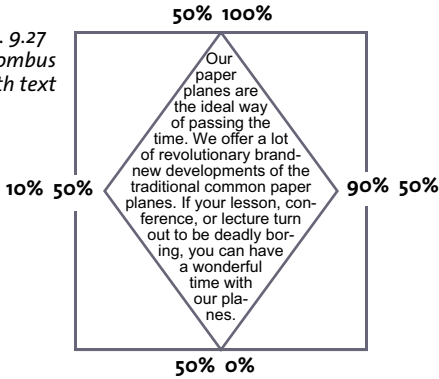 50% 100%
. 9.27
ombus
th text
Our
paper
planes are
the ideal way
of passing the
time. We offer a lot
of revolutionary brand-
new developments of the
traditional common paper
planes. If your lesson, con-
ference, or lecture turn
out to be deadly bor-
ing, you can have
a wonderful
time with
our pla-
nes.
10% 50%
90% 50%
50% 0%